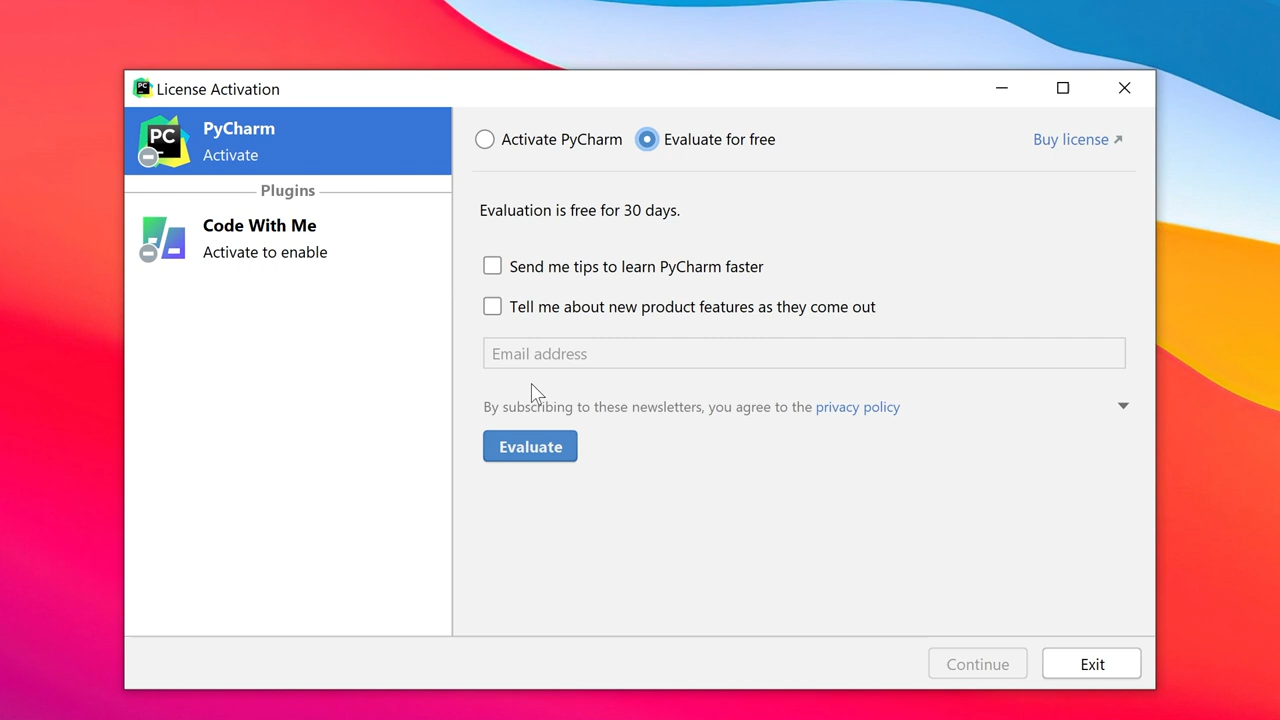 License Activation
PyCharm
Activate
Plugins
Code With Me
Activate to enable
Activate PyCharm Evaluate for free Buy license
Evaluation is free for 30 days.
Send me tips to learn PyCharm faster
Tell me about new product features as they come out
Email address
By subscribing to these newsletters, you agree to the privacy policy
Evaluate
Continue Exit
PC
PC